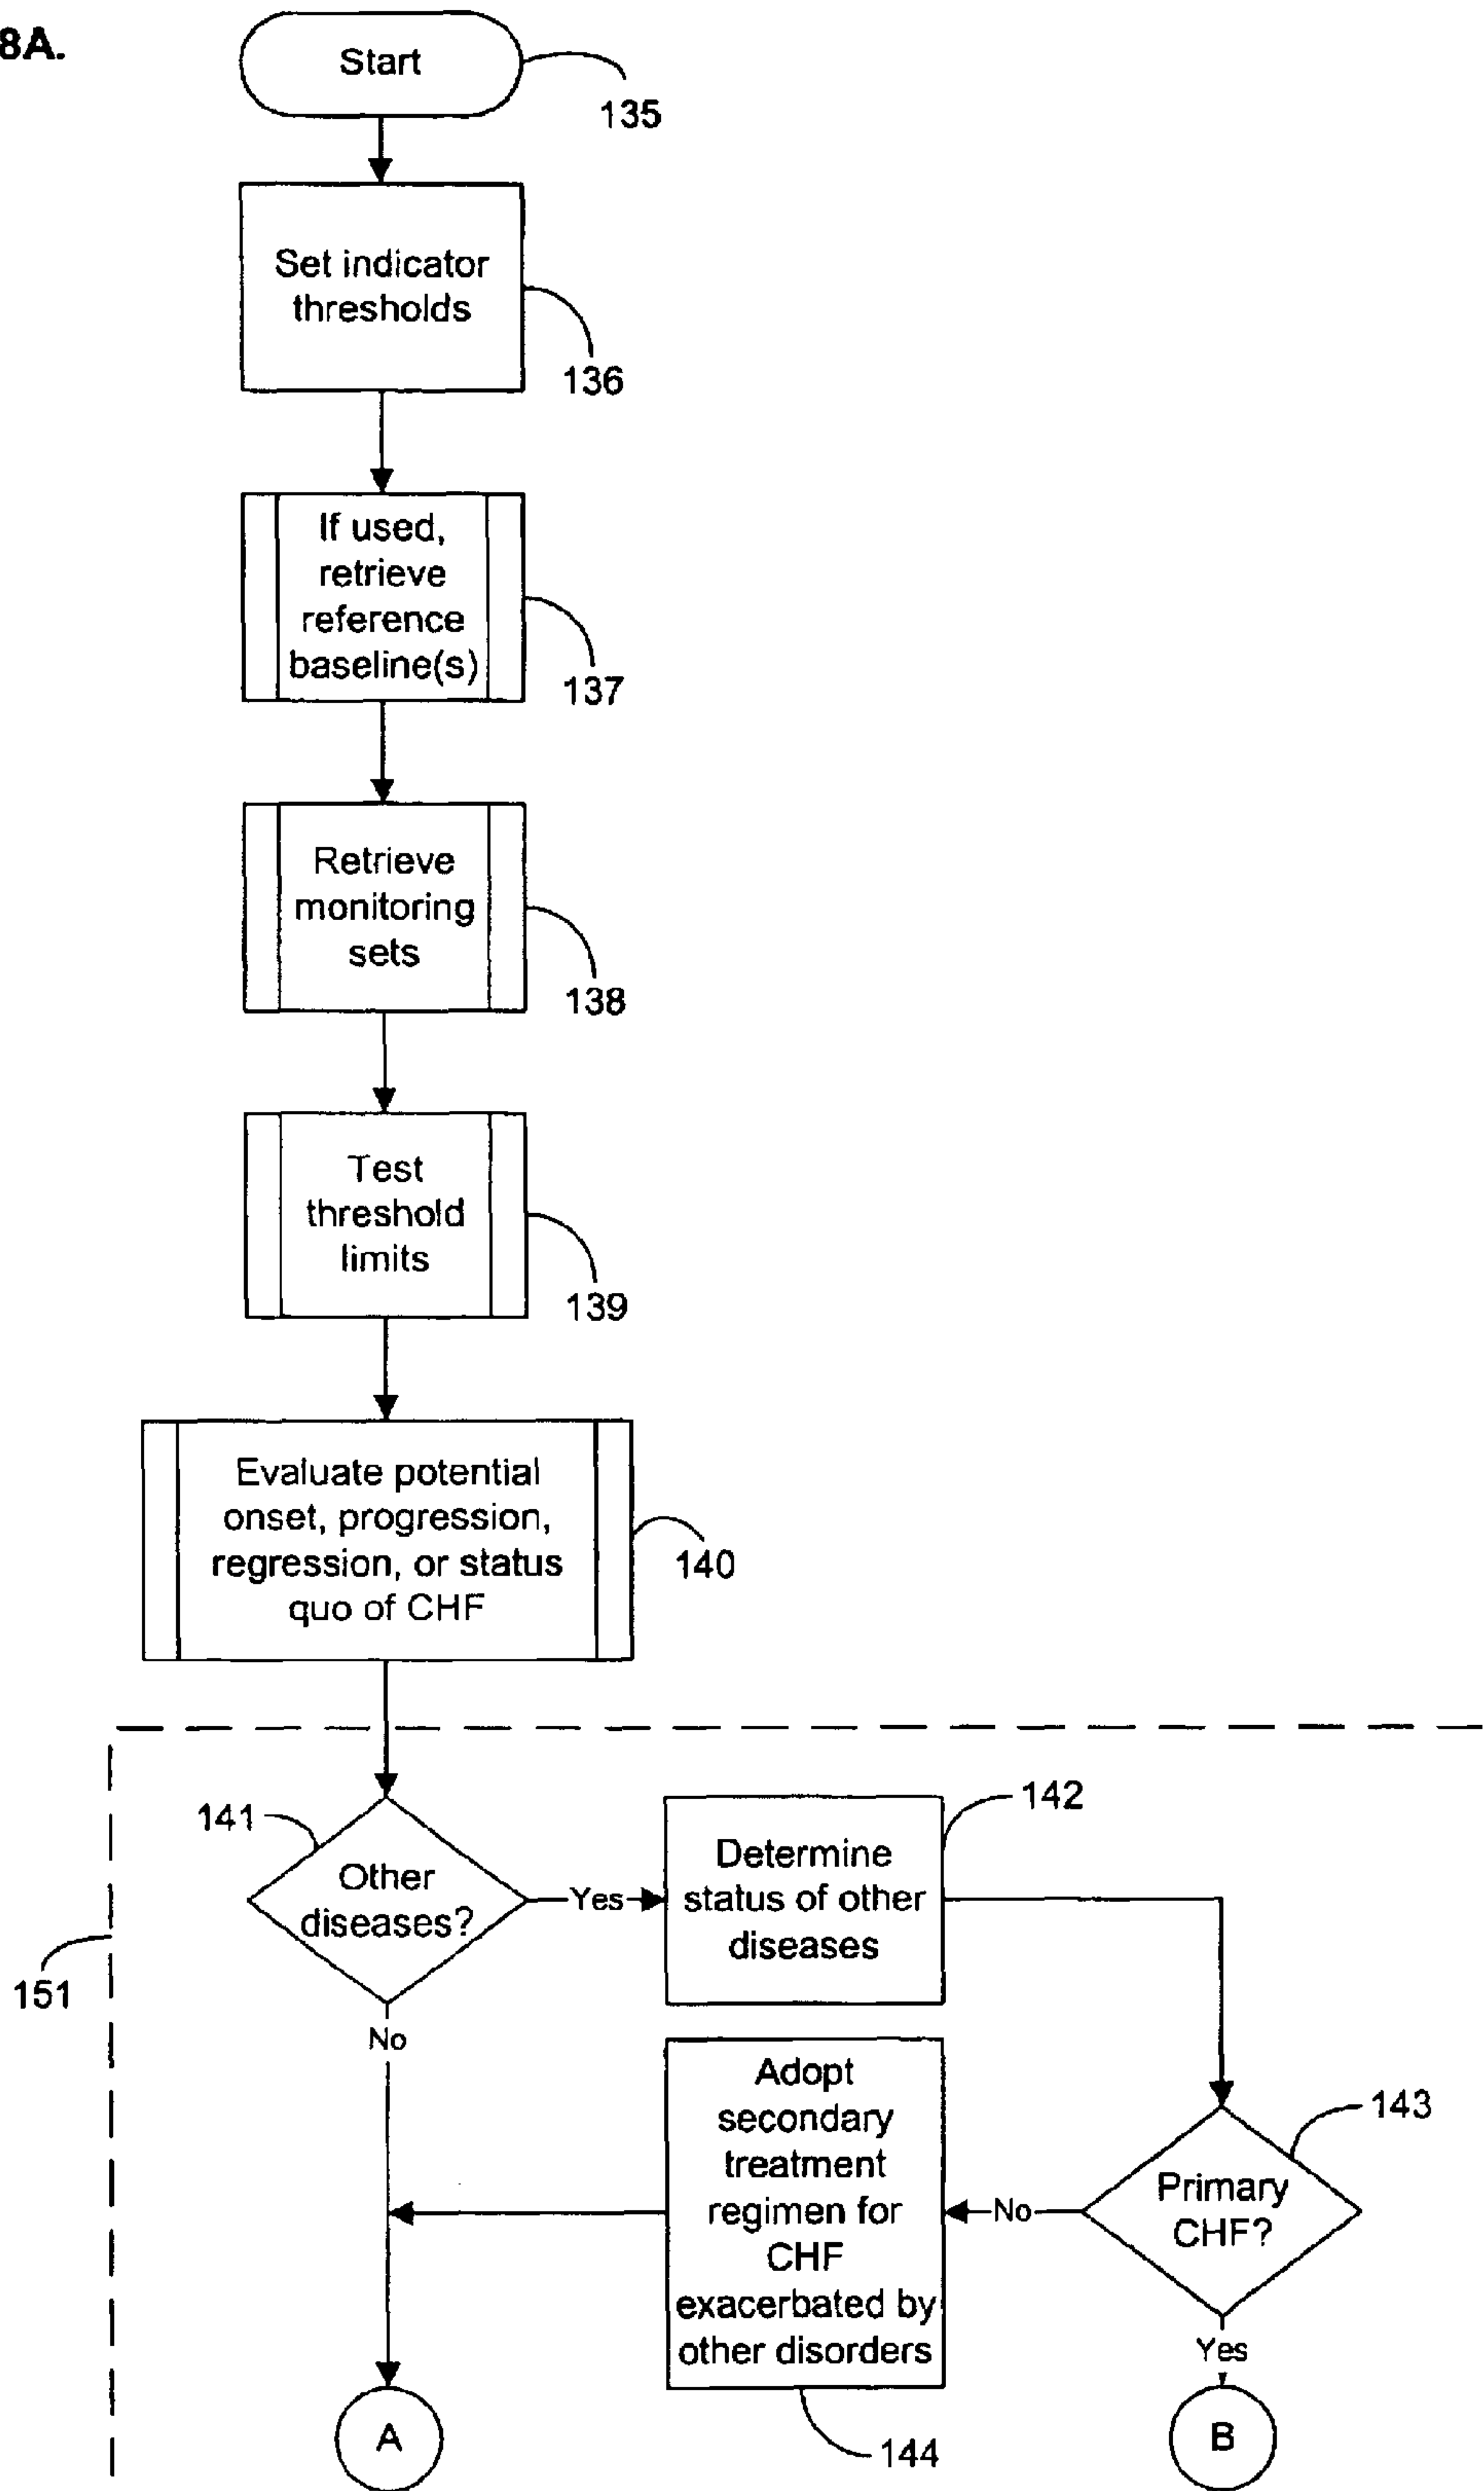 8A.
Start
135
Set indicator
thresholds
136
If used,
retrieve
reference
baseline(s)
137
Retrieve
monitoring
sets
138
Test
threshold
limits
139
Evaluate potential
onset, progression,
regression, or status
quo of CHF
140
141
Other
diseases?
Yes
142
Determine
status of other
diseases
151
No
Adopt
secondary
treatment
regimen for
CHF
exacerbated by
other disorders
144
No
143
Primary
CHF?
Yes
A
B